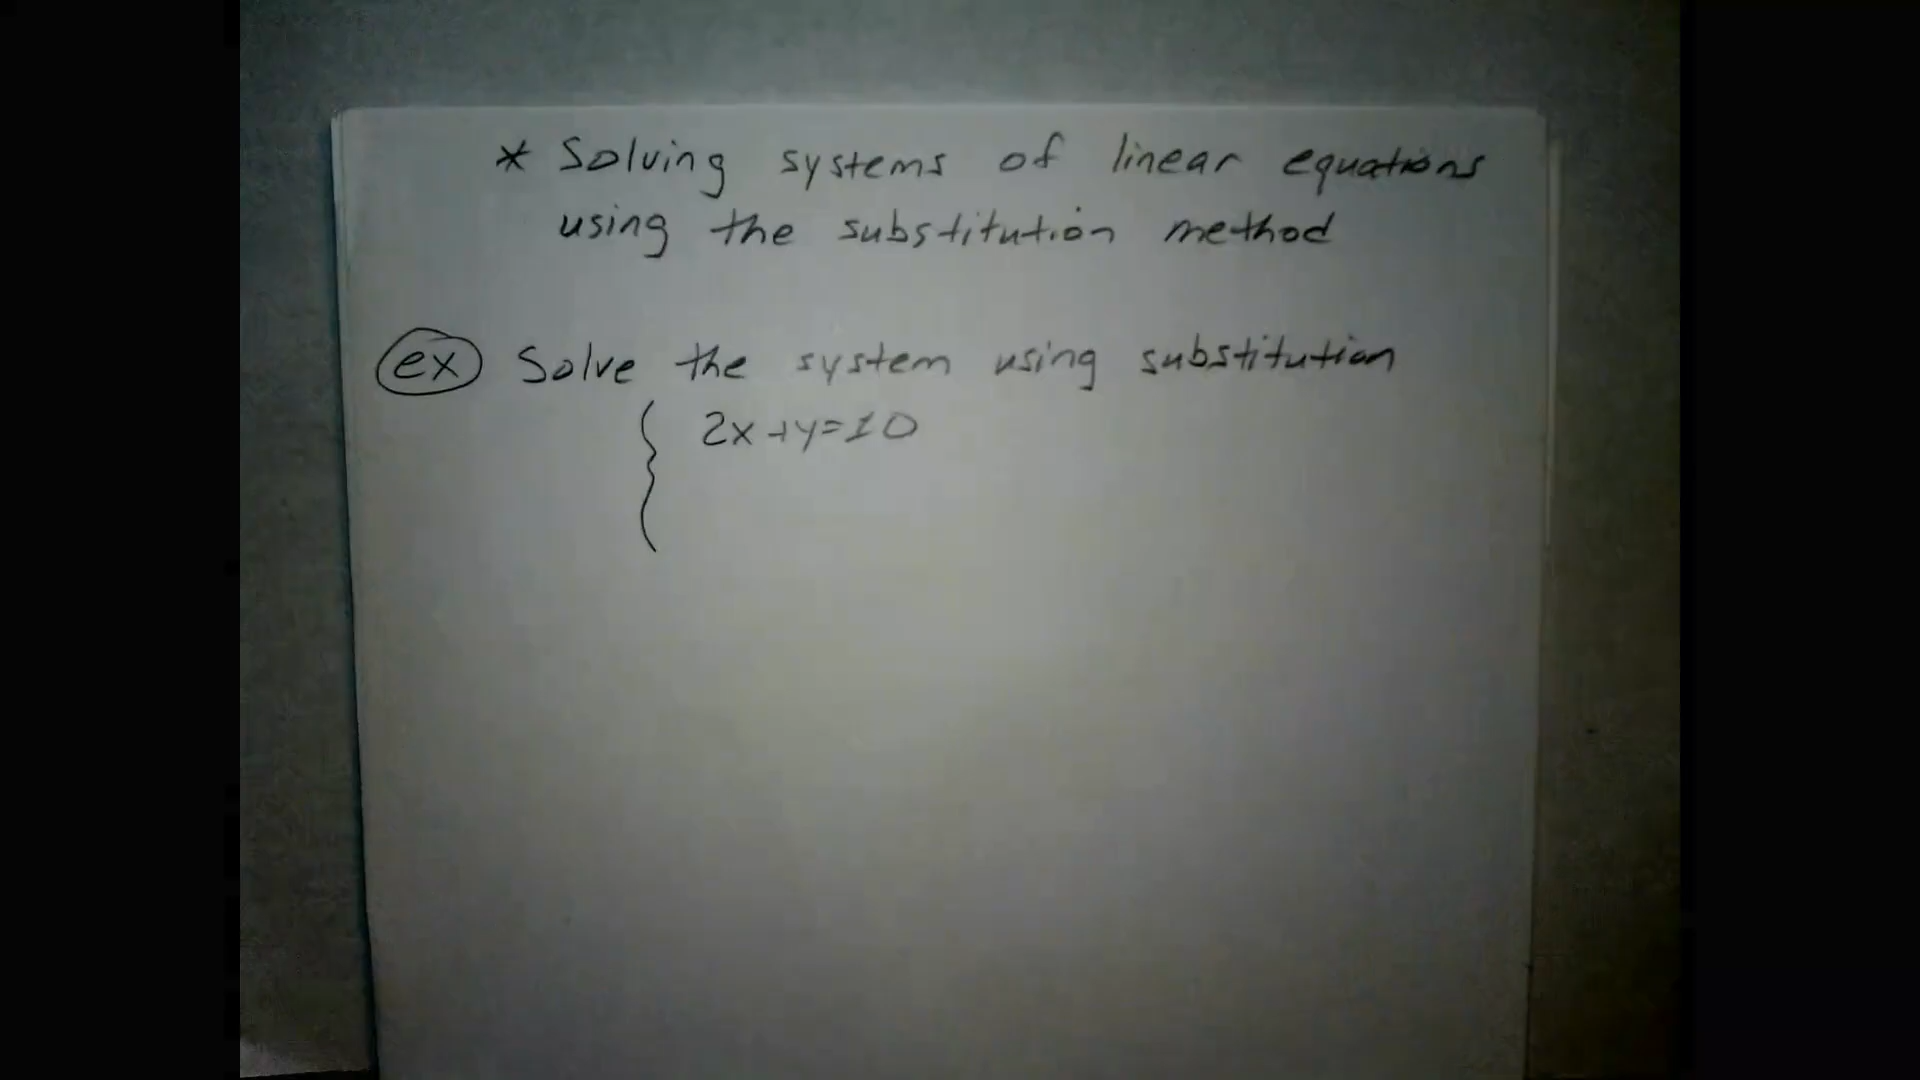 * Solving systems of linear equations
using the substitution method
ex Solve the system using substitution
{ 2x+y=10